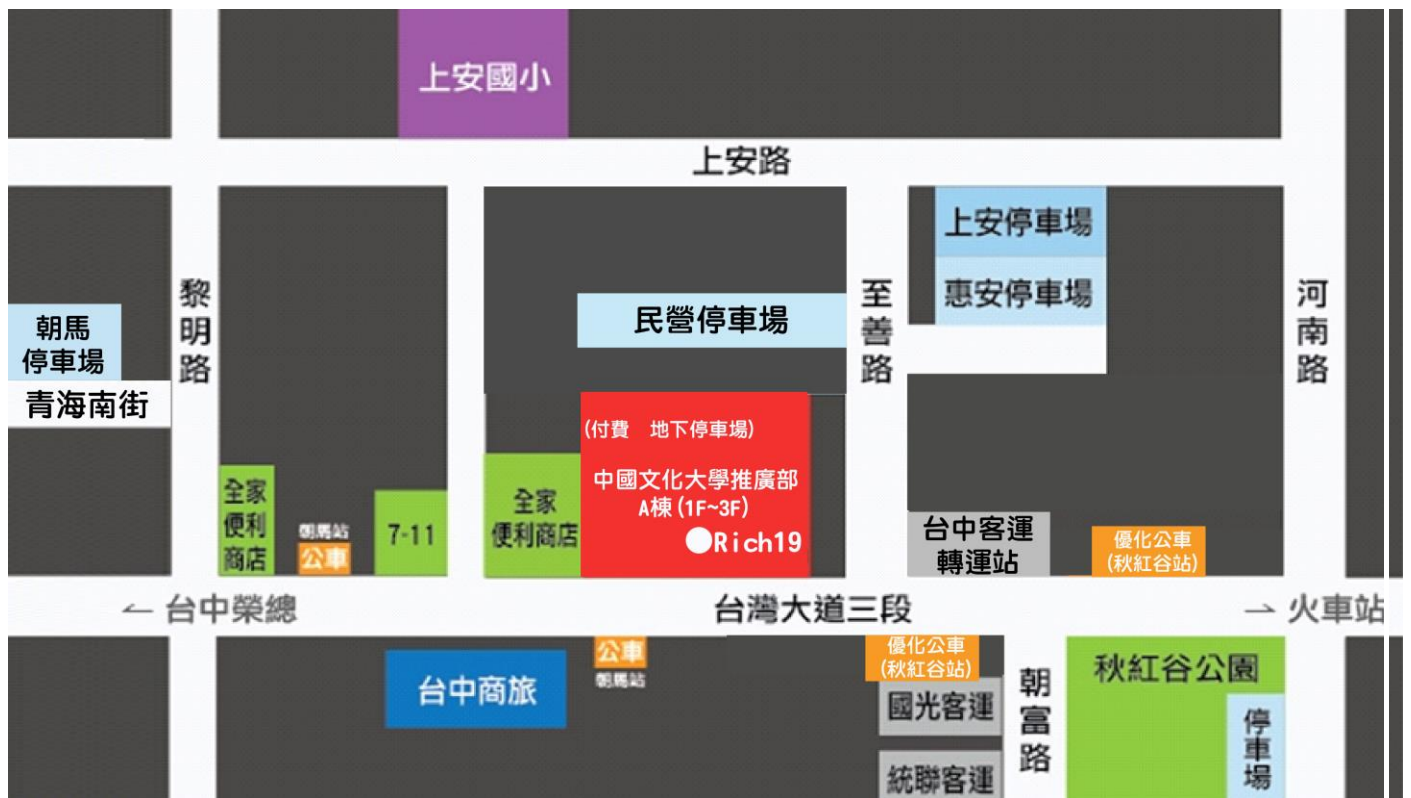 上安國小
上安路
上安停車場
惠安停車場
黎明路
至善路
河南路
朝馬
停車場
民營停車場
青海南街
(付費 地下停車場)
中國文化大學推廣部
A棟(1F~3F)
Rich19
全家
便利
商店
朝馬站
公車
7-11
全家
便利商店
台中客運
轉運站
優化公車
(秋紅谷站)
← 台中榮總
台灣大道三段
→ 火車站
台中商旅
公車
朝馬站
優化公車
(秋紅谷站)
國光客運
統聯客運
朝富路
秋紅谷公園
停車場